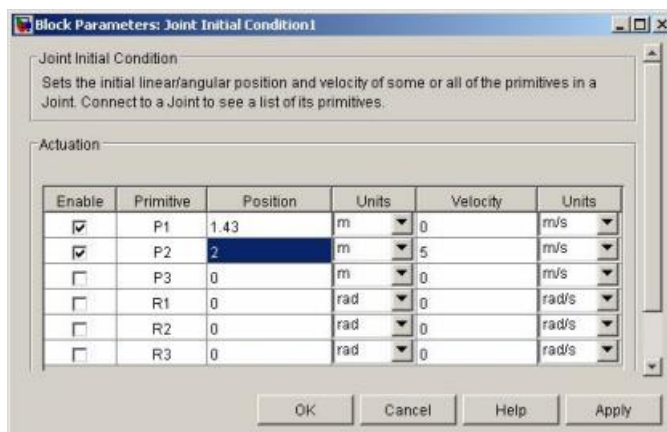 Block Parameters: Joint Initial Condition1
Joint Initial Condition
Sets the initial linear/angular position and velocity of some or all of the primitives in a
Joint. Connect to a Joint to see a list of its primitives.
Actuation
Enable Primitive Position Units Velocity Units
P1 1.43 m 0 m/s
P2 2 m 5 m/s
P3 0 m 0 m/s
R1 0 rad 0 rad/s
R2 0 rad 0 rad/s
R3 0 rad 0 rad/s
OK Cancel Help Apply